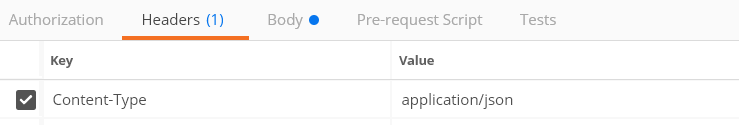 Authorization Headers (1) Body Pre-request Script Tests
Key Value
Content-Type application/json